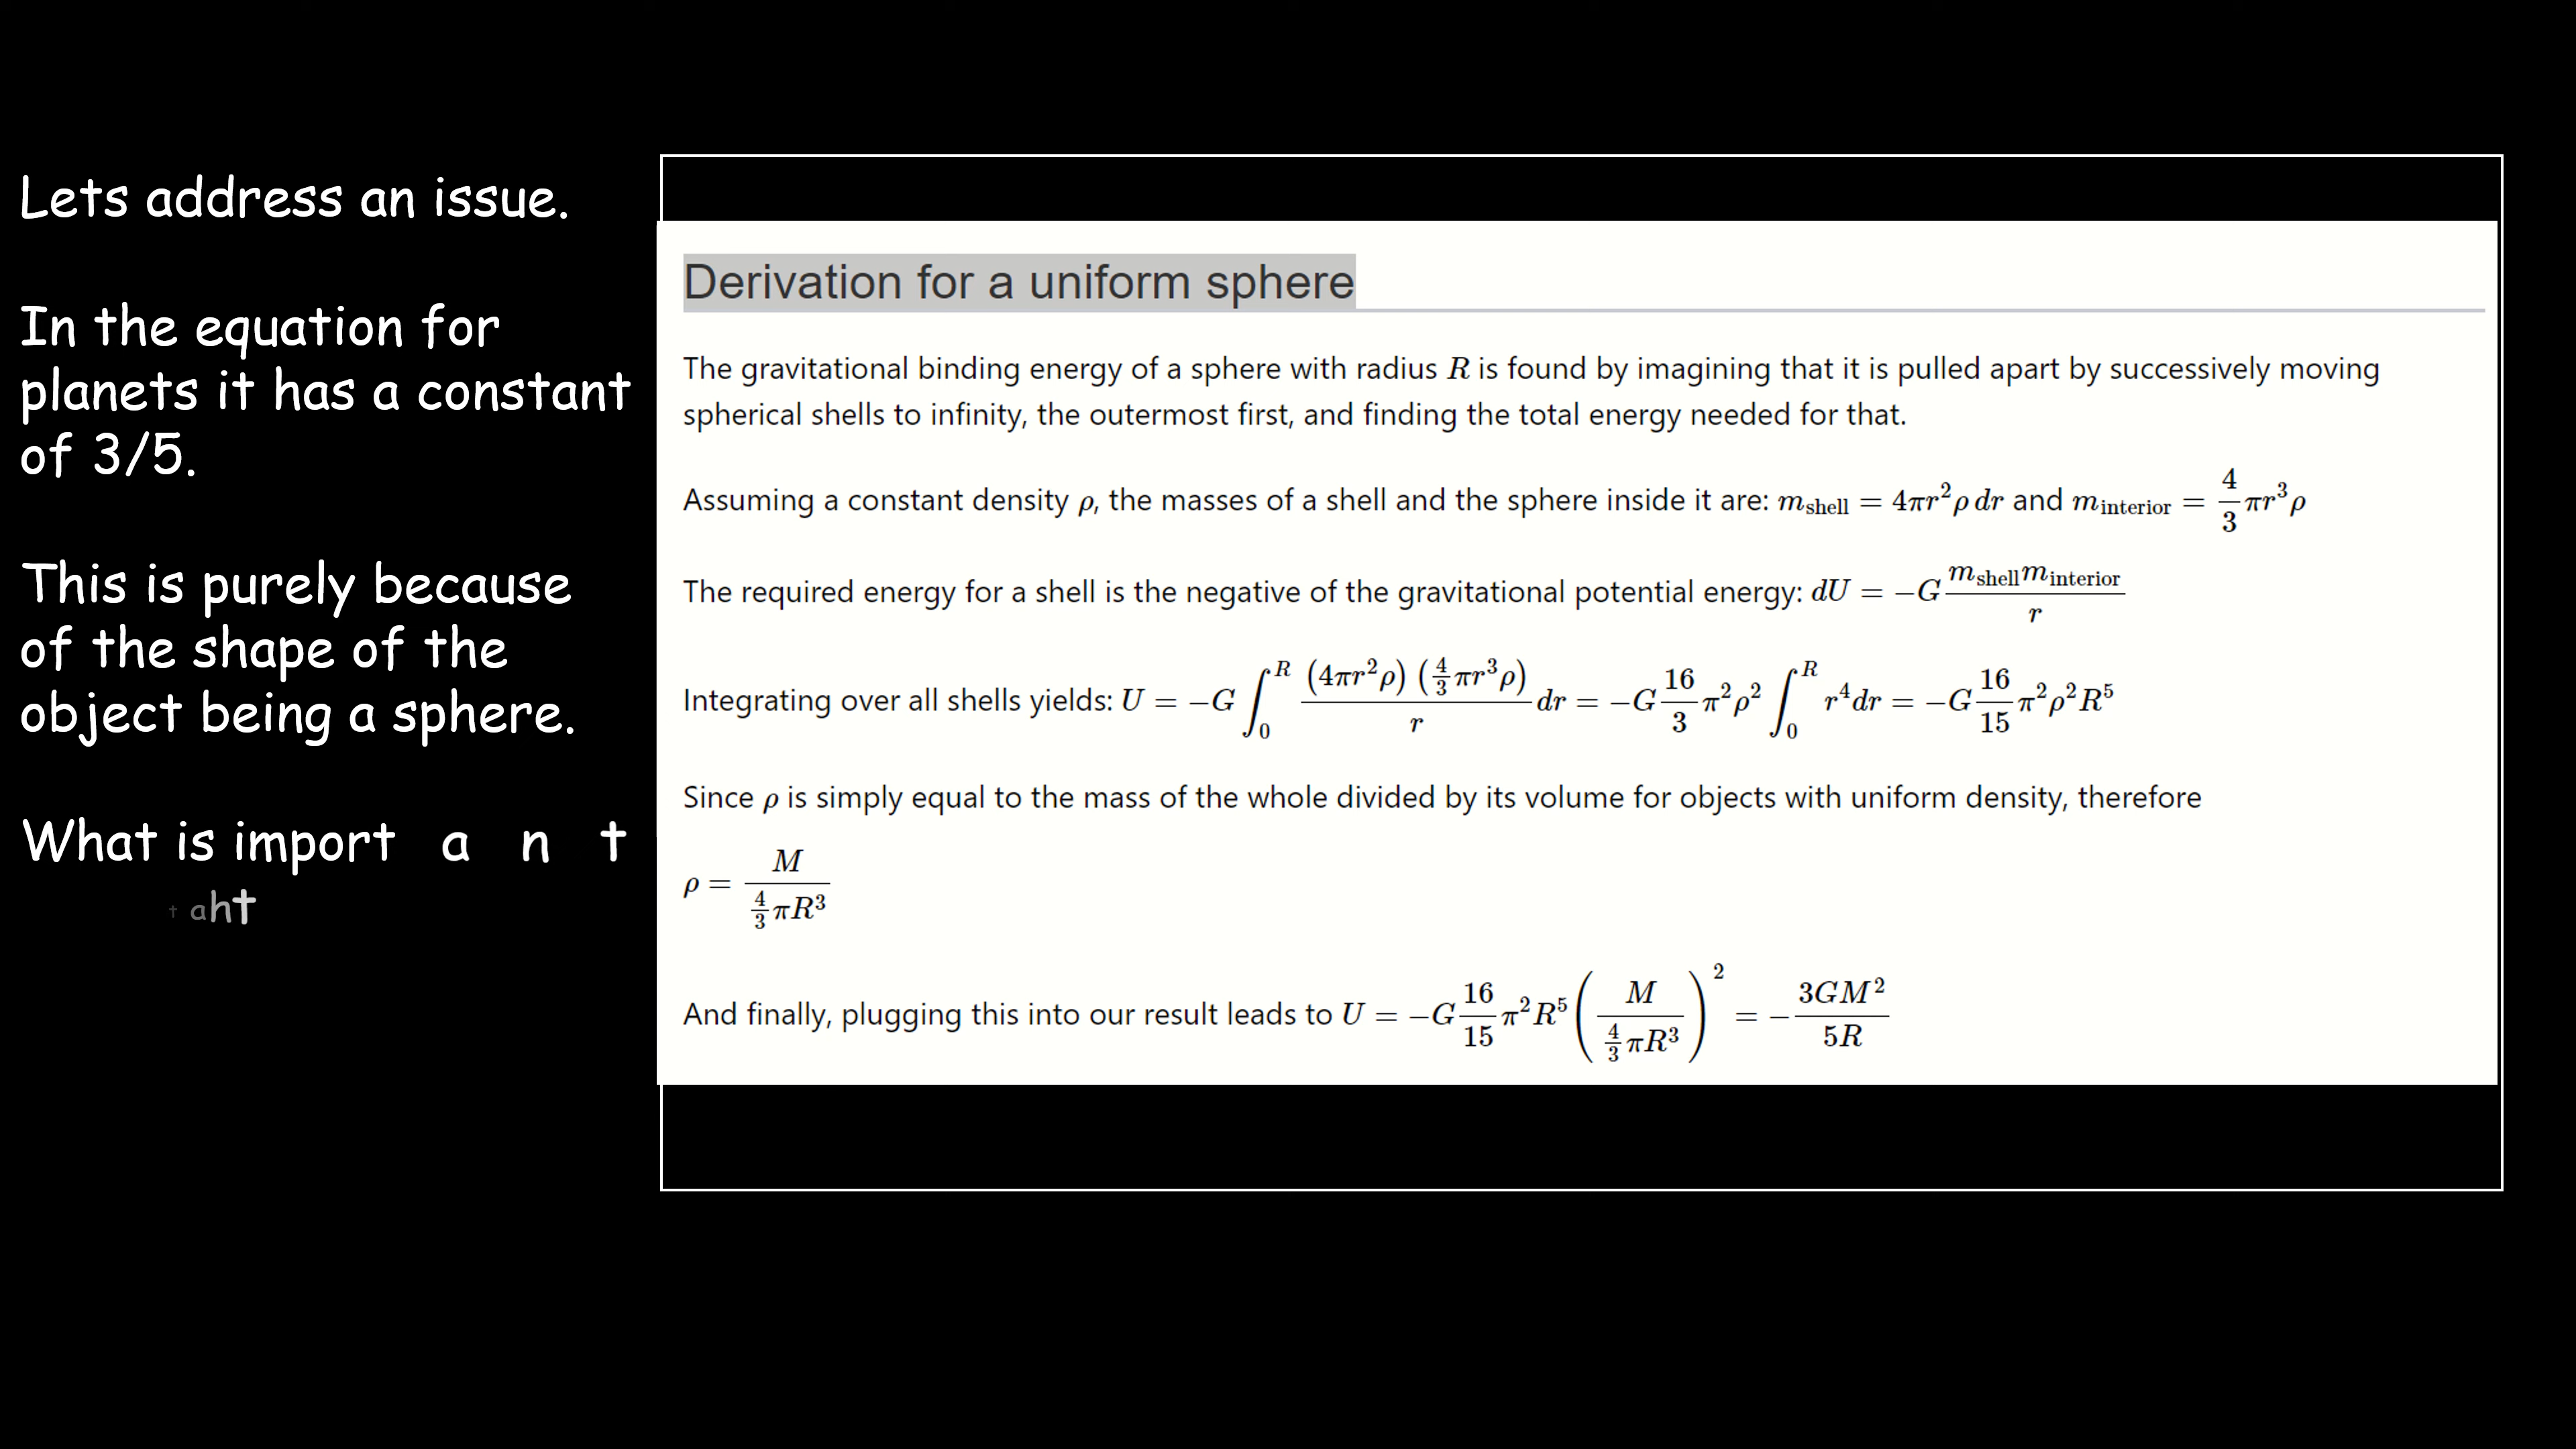 Lets address an issue.
In the equation for
planets it has a constant
of 3/5.
This is purely because
of the shape of the
object being a sphere.
What is important
t aht
Derivation for a uniform sphere
The gravitational binding energy of a sphere with radius R is found by imagining that it is pulled apart by successively moving
spherical shells to infinity, the outermost first, and finding the total energy needed for that.
Assuming a constant density ρ, the masses of a shell and the sphere inside it are: m_shell = 4πr²ρ dr and m_interior = 4/3 πr³ρ
The required energy for a shell is the negative of the gravitational potential energy: dU = −G m_shell m_interior / r
Integrating over all shells yields: U = −G ∫₀ᴿ (4πr²ρ)(4/3 πr³ρ) / r dr = −G 16/3 π²ρ² ∫₀ᴿ r⁴dr = −G 16/15 π²ρ²R⁵
Since ρ is simply equal to the mass of the whole divided by its volume for objects with uniform density, therefore
ρ = M / (4/3 πR³)
And finally, plugging this into our result leads to U = −G 16/15 π²R⁵ (M / (4/3 πR³))² = − 3GM² / 5R